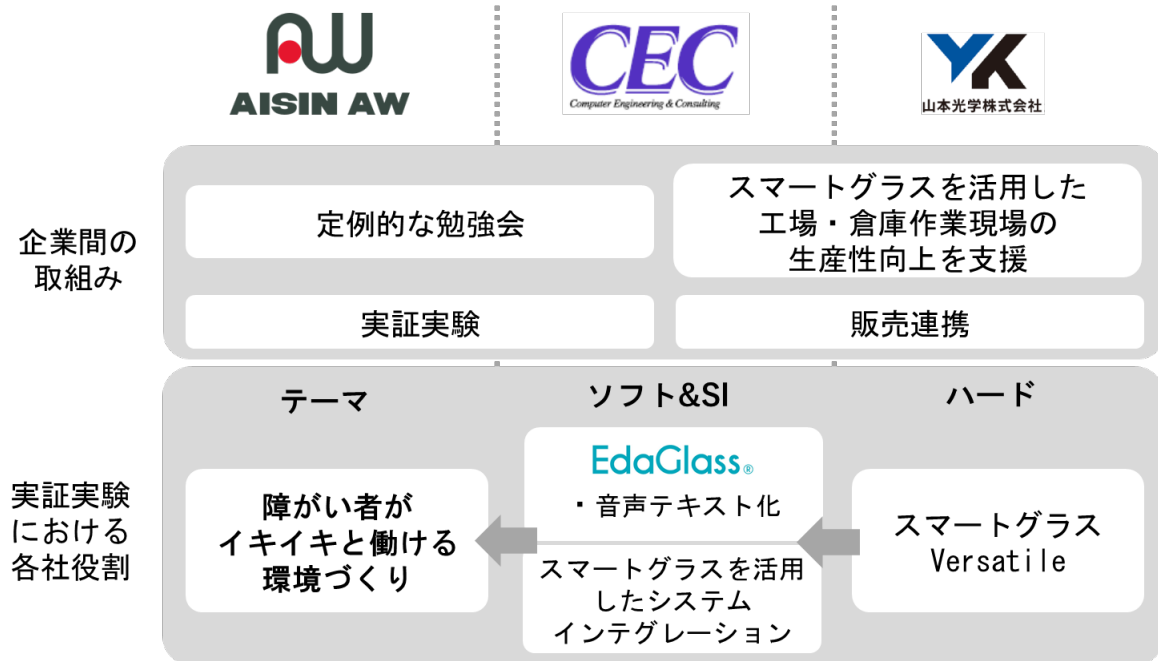 AW
AISIN AW
CEC
Computer Engineering & Consulting
YK
山本光学株式会社
企業間の
取組み
定例的な勉強会
スマートグラスを活用した
工場・倉庫作業現場の
生産性向上を支援
実証実験
販売連携
実証実験
における
各社役割
テーマ
ソフト&SI
ハード
障がい者が
イキイキと働ける
環境づくり
EdaGlass®
・音声テキスト化
スマートグラスを活用
したシステム
インテグレーション
スマートグラス
Versatile